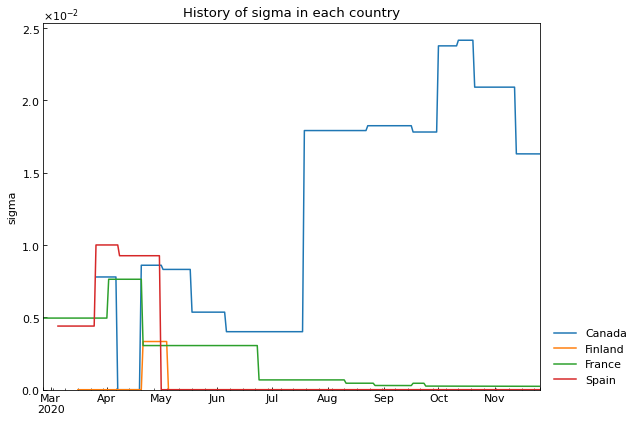 History of sigma in each country
×10⁻²
2.5
2.0
1.5
1.0
0.5
0.0
sigma
Mar Apr May Jun Jul Aug Sep Oct Nov
2020
Canada
Finland
France
Spain